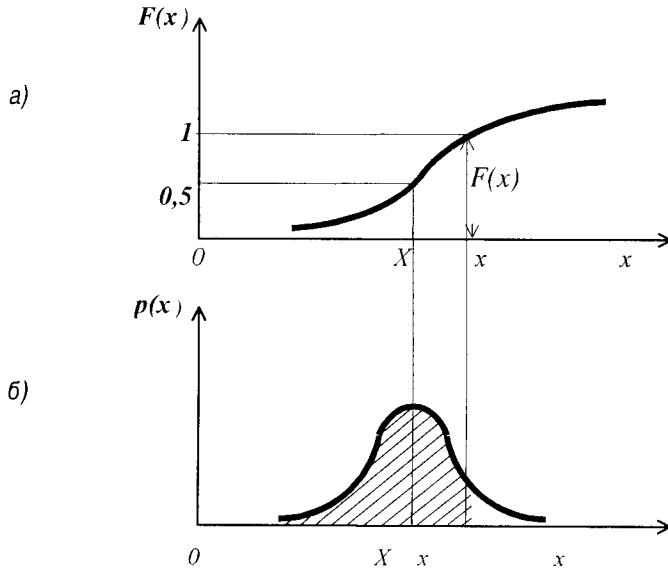 F(x)
а)
1
F(x)
0,5
0 X x x
p(x)
б)
0 X x x